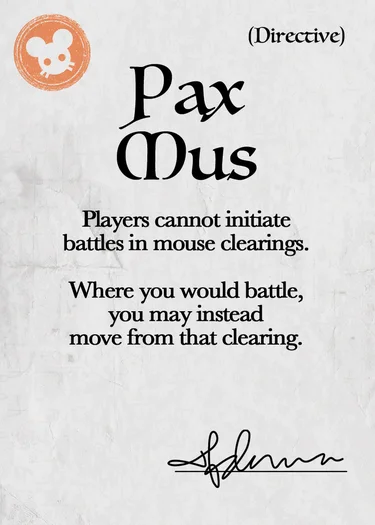 (Directive)
Pax
Mus
Players cannot initiate
battles in mouse clearings.
Where you would battle,
you may instead
move from that clearing.